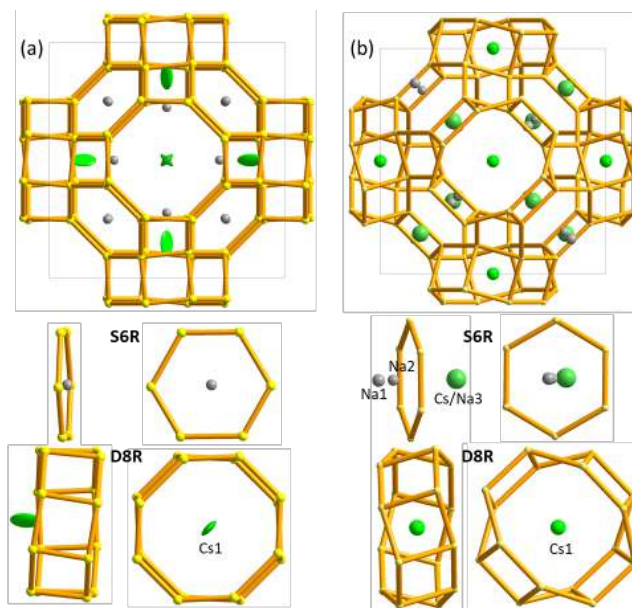 (a)
(b)
S6R
S6R
Na2
Na1
Cs/Na3
D8R
D8R
Cs1
Cs1